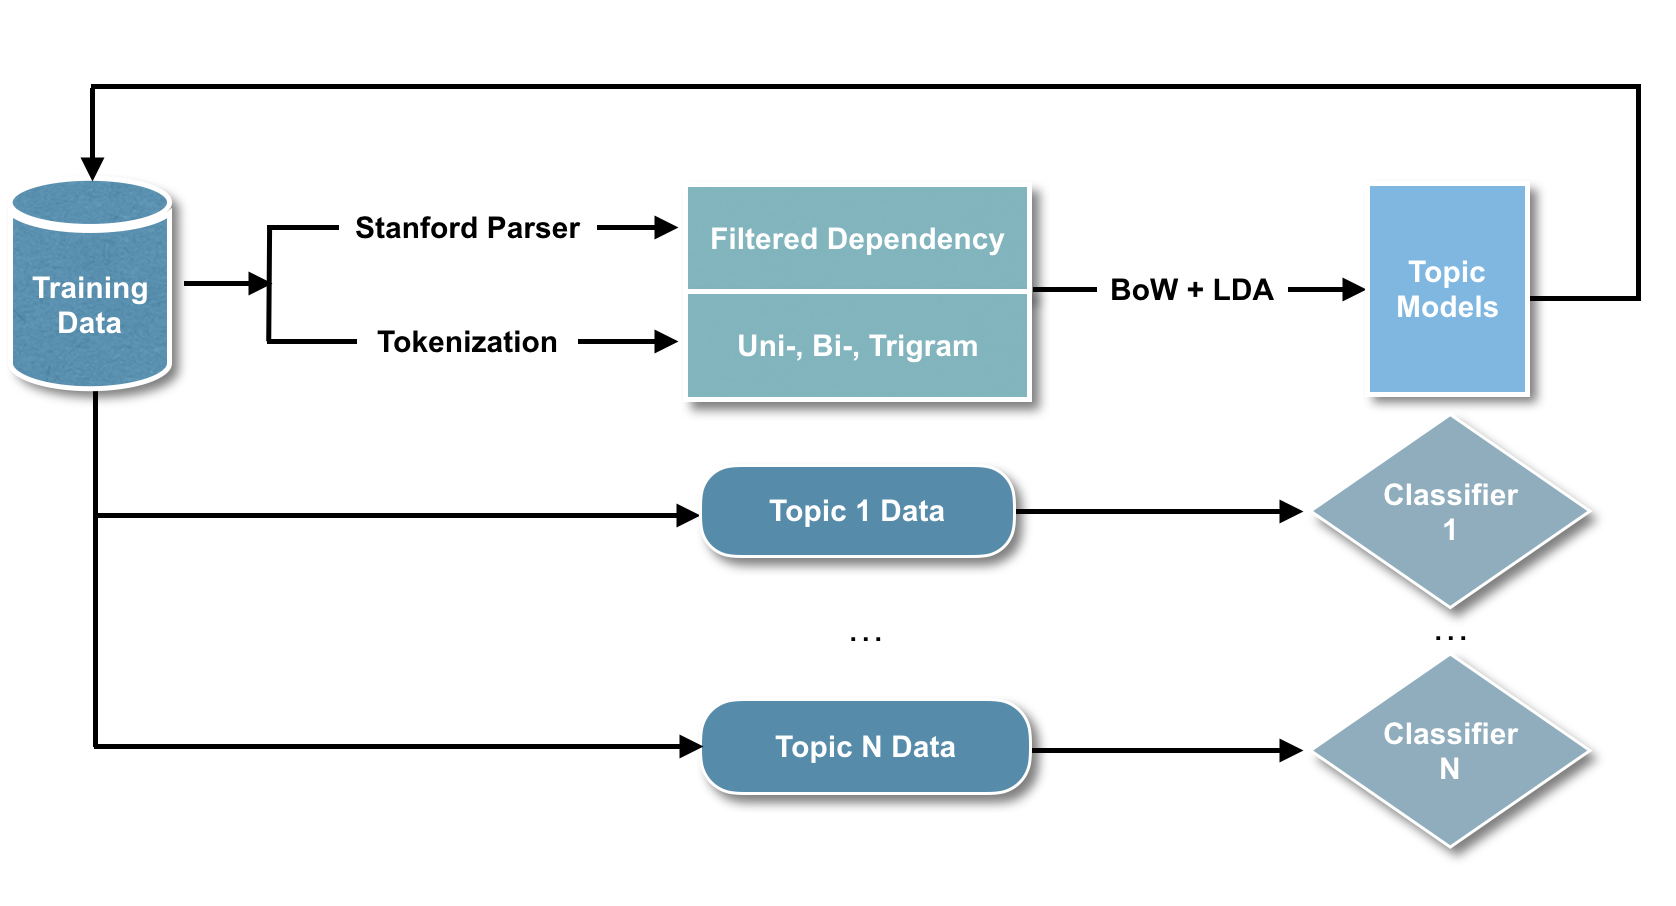 Stanford Parser
Filtered Dependency
Training
Data
Topic
Models
BoW + LDA
Tokenization
Uni-, Bi-, Trigram
Topic 1 Data
Classifier
1
...
...
Topic N Data
Classifier
N